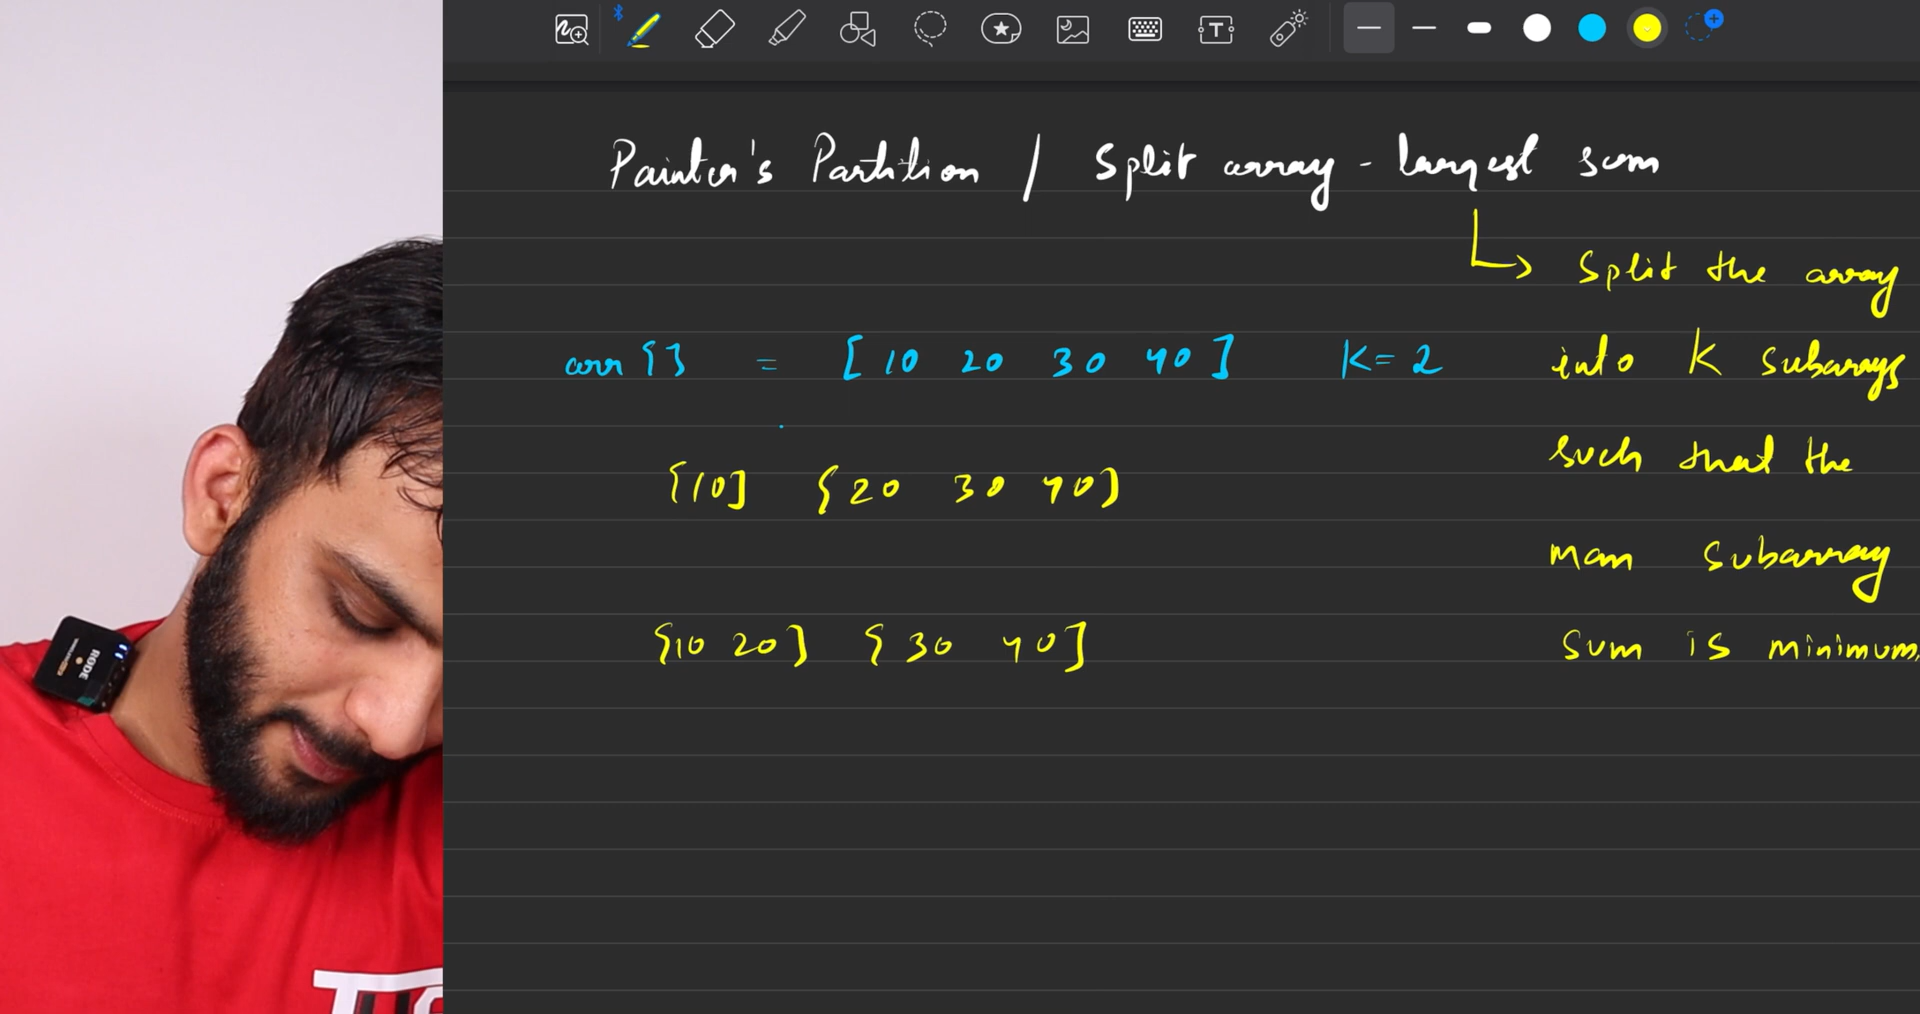 Painter's Partition / Split array - largest sum
Split the array
arr [] = [ 10 20 30 40 ] K = 2
into K subarrays
such that the
[10] [20 30 40]
max subarray
[10 20] [30 40]
sum is minimum.
RØDE